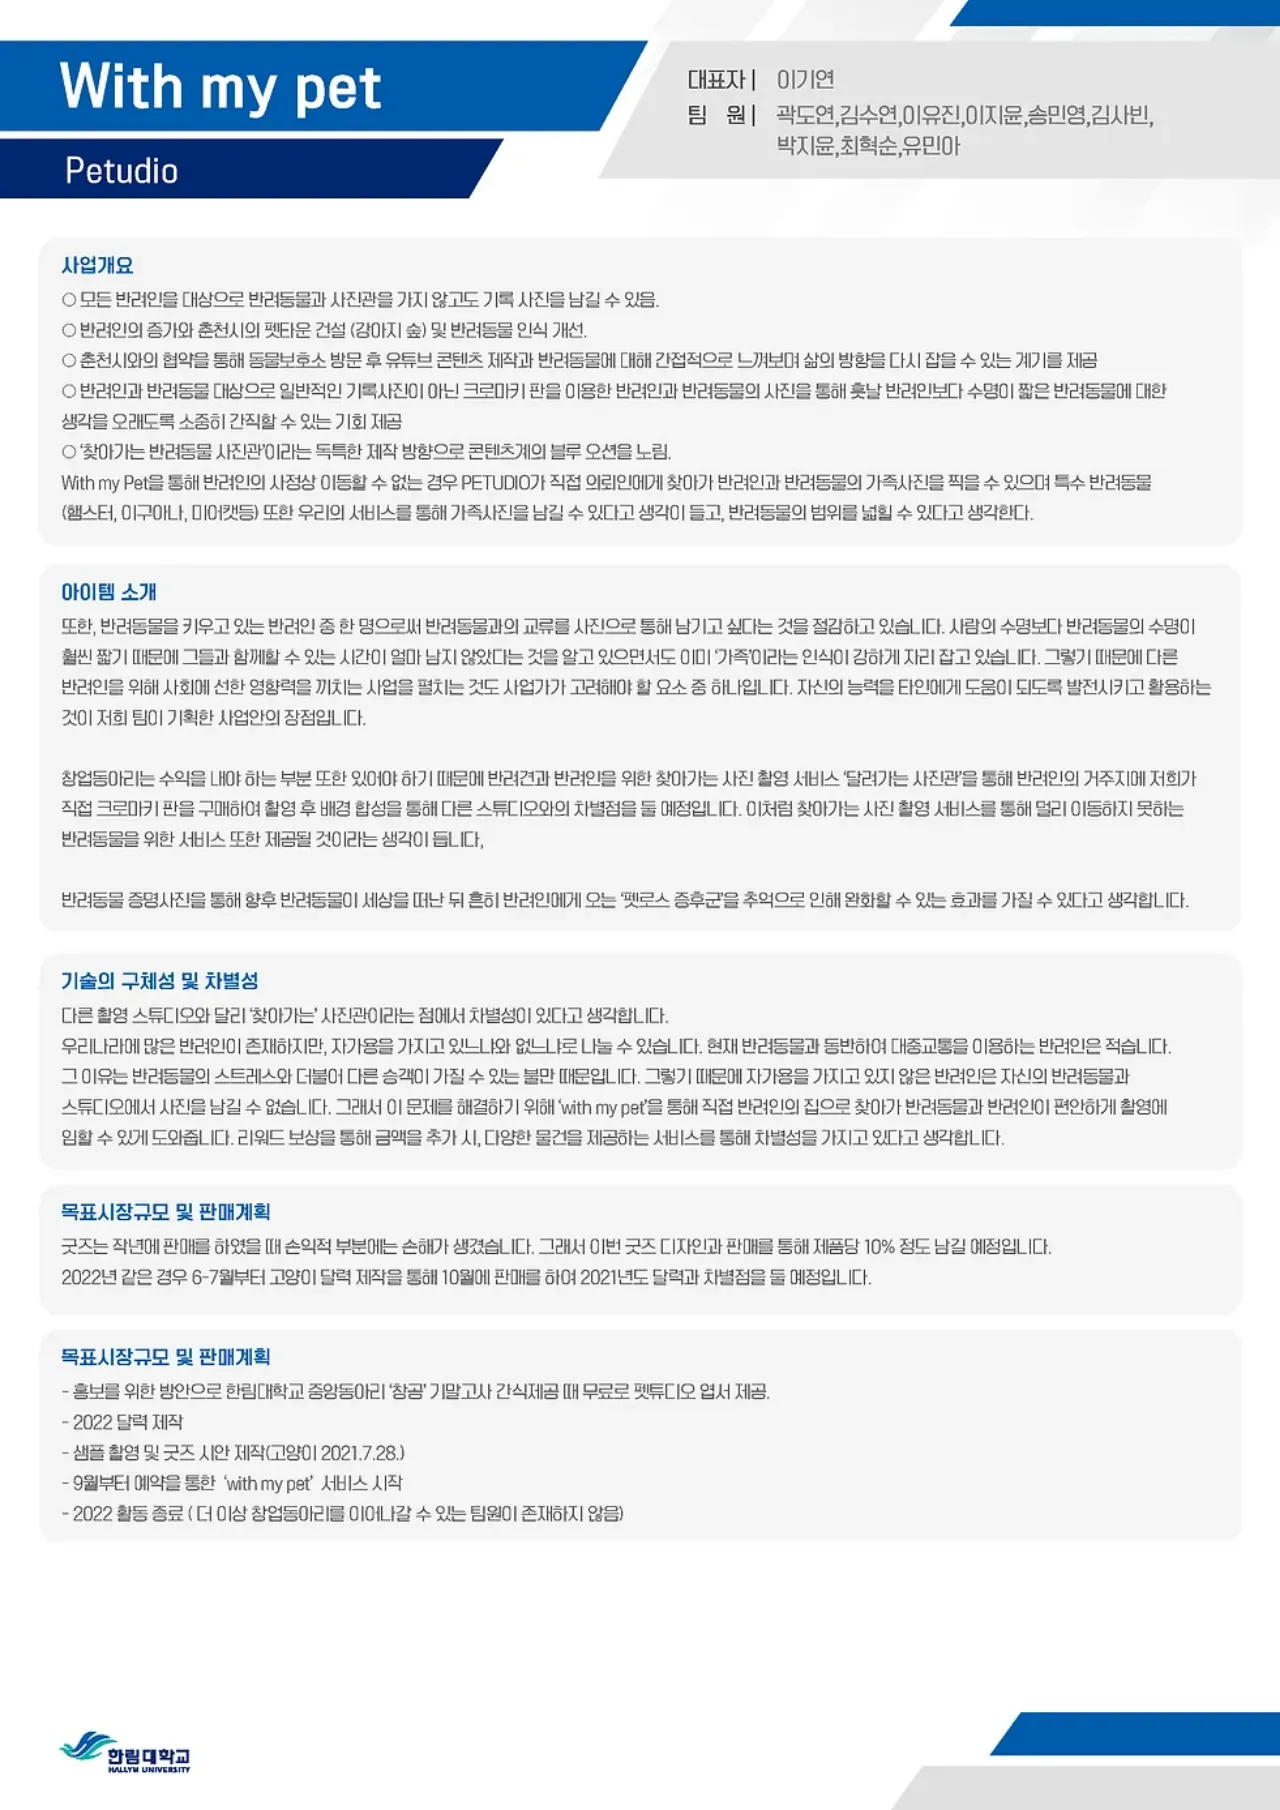 With my pet
Petudio
대표자 | 이기연
팀 원 | 곽도연,김수연,이유진,이지윤,송민영,김사빈,
박지윤,최혁순,유민아
사업개요
○ 모든 반려인을 대상으로 반려동물과 사진관을 가지 않고도 기록 사진을 남길 수 있음.
○ 반려인의 증가와 춘천시의 펫타운 건설 (강아지 숲) 및 반려동물 인식 개선.
○ 춘천시와의 협약을 통해 동물보호소 방문 후 유튜브 콘텐츠 제작과 반려동물에 대해 간접적으로 느껴보며 삶의 방향을 다시 잡을 수 있는 계기를 제공
○ 반려인과 반려동물 대상으로 일반적인 기록사진이 아닌 크로마키 판을 이용한 반려인과 반려동물의 사진을 통해 훗날 반려인보다 수명이 짧은 반려동물에 대한
생각을 오래도록 소중히 간직할 수 있는 기회 제공
○ '찾아가는 반려동물 사진관'이라는 독특한 제작 방향으로 콘텐츠계의 블루 오션을 노림.
With my Pet을 통해 반려인의 사정상 이동할 수 없는 경우 PETUDIO가 직접 의뢰인에게 찾아가 반려인과 반려동물의 가족사진을 찍을 수 있으며 특수 반려동물
(햄스터, 이구아나, 미어캣등) 또한 우리의 서비스를 통해 가족사진을 남길 수 있다고 생각이 들고, 반려동물의 범위를 넓힐 수 있다고 생각한다.
아이템 소개
또한, 반려동물을 키우고 있는 반려인 중 한 명으로써 반려동물과의 교류를 사진으로 통해 남기고 싶다는 것을 절감하고 있습니다. 사람의 수명보다 반려동물의 수명이
훨씬 짧기 때문에 그들과 함께할 수 있는 시간이 얼마 남지 않았다는 것을 알고 있으면서도 이미 '가족'이라는 인식이 강하게 자리 잡고 있습니다. 그렇기 때문에 다른
반려인을 위해 사회에 선한 영향력을 끼치는 사업을 펼치는 것도 사업가가 고려해야 할 요소 중 하나입니다. 자신의 능력을 타인에게 도움이 되도록 발전시키고 활용하는
것이 저희 팀이 기획한 사업안의 장점입니다.
창업동아리는 수익을 내야 하는 부분 또한 있어야 하기 때문에 반려견과 반려인을 위한 찾아가는 사진 촬영 서비스 '달려가는 사진관'을 통해 반려인의 거주지에 저희가
직접 크로마키 판을 구매하여 촬영 후 배경 합성을 통해 다른 스튜디오와의 차별점을 둘 예정입니다. 이처럼 찾아가는 사진 촬영 서비스를 통해 멀리 이동하지 못하는
반려동물을 위한 서비스 또한 제공될 것이라는 생각이 듭니다,
반려동물 증명사진을 통해 향후 반려동물이 세상을 떠난 뒤 흔히 반려인에게 오는 '펫로스 증후군'을 추억으로 인해 완화할 수 있는 효과를 가질 수 있다고 생각합니다.
기술의 구체성 및 차별성
다른 촬영 스튜디오와 달리 '찾아가는' 사진관이라는 점에서 차별성이 있다고 생각합니다.
우리나라에 많은 반려인이 존재하지만, 자가용을 가지고 있느냐와 없느냐로 나눌 수 있습니다. 현재 반려동물과 동반하여 대중교통을 이용하는 반려인은 적습니다.
그 이유는 반려동물의 스트레스와 더불어 다른 승객이 가질 수 있는 불만 때문입니다. 그렇기 때문에 자가용을 가지고 있지 않은 반려인은 자신의 반려동물과
스튜디오에서 사진을 남길 수 없습니다. 그래서 이 문제를 해결하기 위해 'with my pet'을 통해 직접 반려인의 집으로 찾아가 반려동물과 반려인이 편안하게 촬영에
임할 수 있게 도와줍니다. 리워드 보상을 통해 금액을 추가 시, 다양한 물건을 제공하는 서비스를 통해 차별성을 가지고 있다고 생각합니다.
목표시장규모 및 판매계획
굿즈는 작년에 판매를 하였을 때 손익적 부분에는 손해가 생겼습니다. 그래서 이번 굿즈 디자인과 판매를 통해 제품당 10% 정도 남길 예정입니다.
2022년 같은 경우 6-7월부터 고양이 달력 제작을 통해 10월에 판매를 하여 2021년도 달력과 차별점을 둘 예정입니다.
목표시장규모 및 판매계획
- 홍보를 위한 방안으로 한림대학교 중앙동아리 '창공' 기말고사 간식제공 때 무료로 펫튜디오 엽서 제공.
- 2022 달력 제작
- 샘플 촬영 및 굿즈 시안 제작(고양이 2021.7.28.)
- 9월부터 예약을 통한 'with my pet' 서비스 시작
- 2022 활동 종료 ( 더 이상 창업동아리를 이어나갈 수 있는 팀원이 존재하지 않음)
한림대학교
HALLYM UNIVERSITY